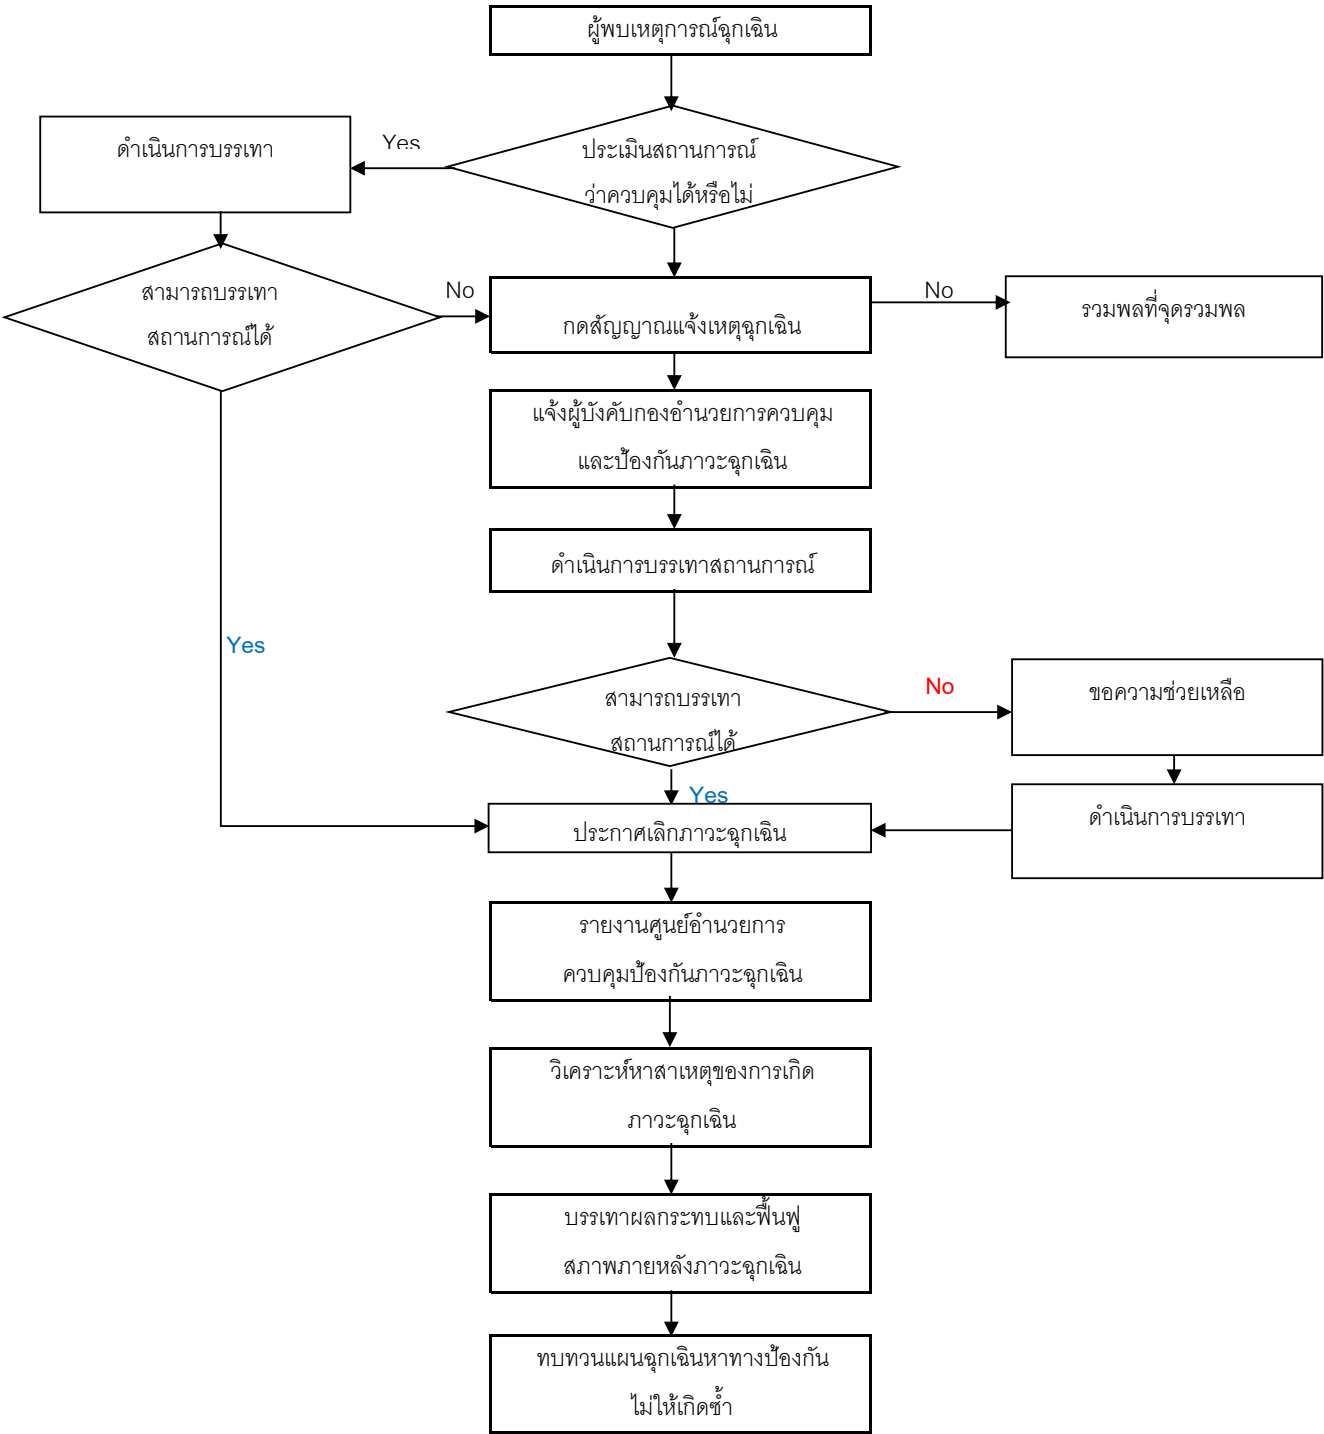 ผู้พบเหตุการณ์ฉุกเฉิน
ประเมินสถานการณ์
ว่าควบคุมได้หรือไม่
Yes
ดำเนินการบรรเทา
สามารถบรรเทา
สถานการณ์ได้
No
กดสัญญาณแจ้งเหตุฉุกเฉิน
No
รวมพลที่จุดรวมพล
แจ้งผู้บังคับกองอำนวยการควบคุม
และป้องกันภาวะฉุกเฉิน
ดำเนินการบรรเทาสถานการณ์
Yes
สามารถบรรเทา
สถานการณ์ได้
No
ขอความช่วยเหลือ
Yes
ดำเนินการบรรเทา
ประกาศเลิกภาวะฉุกเฉิน
รายงานศูนย์อำนวยการ
ควบคุมป้องกันภาวะฉุกเฉิน
วิเคราะห์หาสาเหตุของการเกิด
ภาวะฉุกเฉิน
บรรเทาผลกระทบและฟื้นฟู
สภาพภายหลังภาวะฉุกเฉิน
ทบทวนแผนฉุกเฉินหาทางป้องกัน
ไม่ให้เกิดซ้ำ